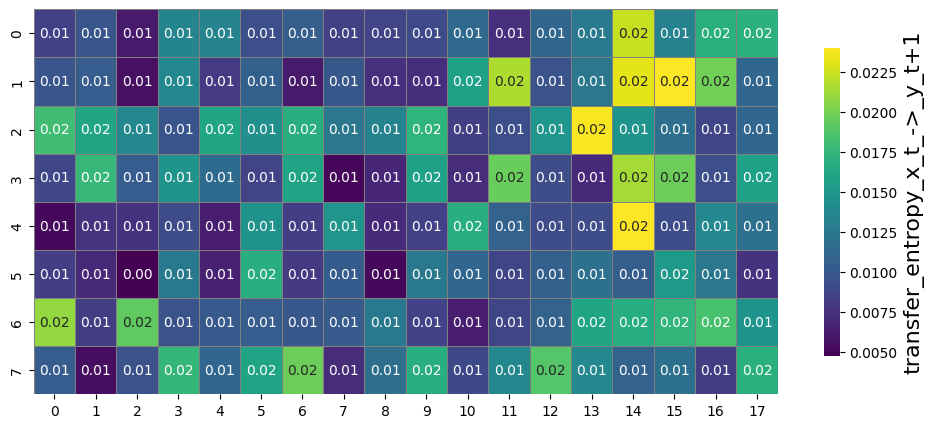 0 0.01 0.01 0.01 0.01 0.01 0.01 0.01 0.01 0.01 0.01 0.01 0.01 0.01 0.01 0.02 0.01 0.02 0.02
1 0.01 0.01 0.01 0.01 0.01 0.01 0.01 0.01 0.01 0.01 0.02 0.02 0.01 0.01 0.02 0.02 0.02 0.01
2 0.02 0.02 0.01 0.01 0.02 0.01 0.02 0.01 0.01 0.02 0.01 0.01 0.01 0.02 0.01 0.01 0.01 0.01
3 0.01 0.02 0.01 0.01 0.01 0.01 0.02 0.01 0.01 0.02 0.01 0.02 0.01 0.01 0.02 0.02 0.01 0.02
4 0.01 0.01 0.01 0.01 0.01 0.01 0.01 0.01 0.01 0.01 0.02 0.01 0.01 0.01 0.02 0.01 0.01 0.01
5 0.01 0.01 0.00 0.01 0.01 0.02 0.01 0.01 0.01 0.01 0.01 0.01 0.01 0.01 0.01 0.02 0.01 0.01
6 0.02 0.01 0.02 0.01 0.01 0.01 0.01 0.01 0.01 0.01 0.01 0.01 0.01 0.02 0.02 0.02 0.02 0.01
7 0.01 0.01 0.01 0.02 0.01 0.02 0.02 0.01 0.01 0.02 0.01 0.01 0.02 0.01 0.01 0.01 0.01 0.02
0 1 2 3 4 5 6 7 8 9 10 11 12 13 14 15 16 17
0.0225
0.0200
0.0175
0.0150
0.0125
0.0100
0.0075
0.0050
transfer_entropy_x_t_->_y_t+1